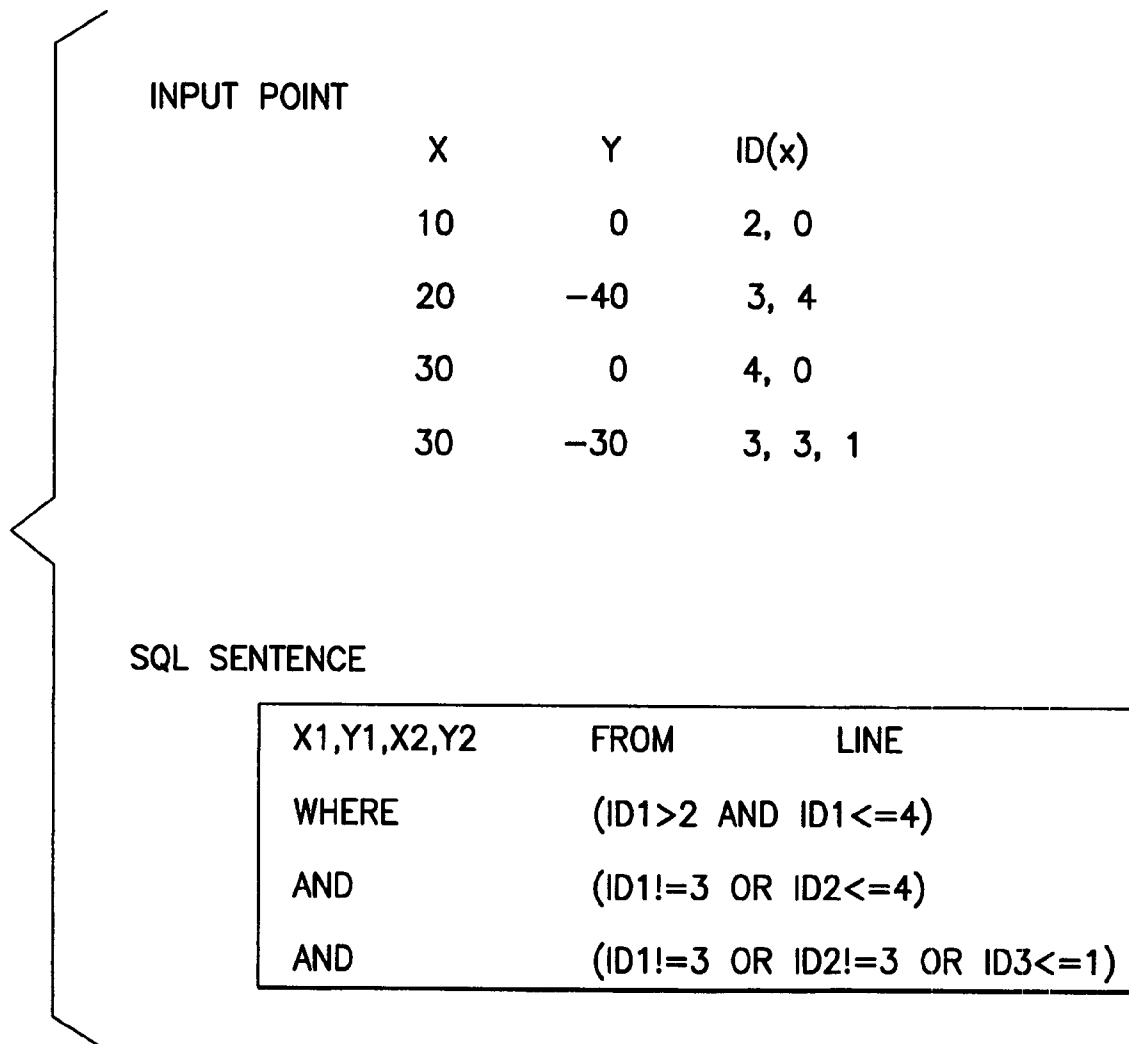 INPUT POINT
X Y ID(x)
10 0 2, 0
20 −40 3, 4
30 0 4, 0
30 −30 3, 3, 1
SQL SENTENCE
X1,Y1,X2,Y2 FROM LINE
WHERE (ID1>2 AND ID1<=4)
AND (ID1!=3 OR ID2<=4)
AND (ID1!=3 OR ID2!=3 OR ID3<=1)